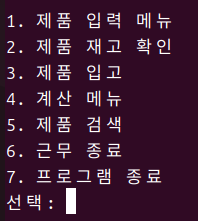 1. 제품 입력 메뉴
2. 제품 재고 확인
3. 제품 입고
4. 계산 메뉴
5. 제품 검색
6. 근무 종료
7. 프로그램 종료
선택: